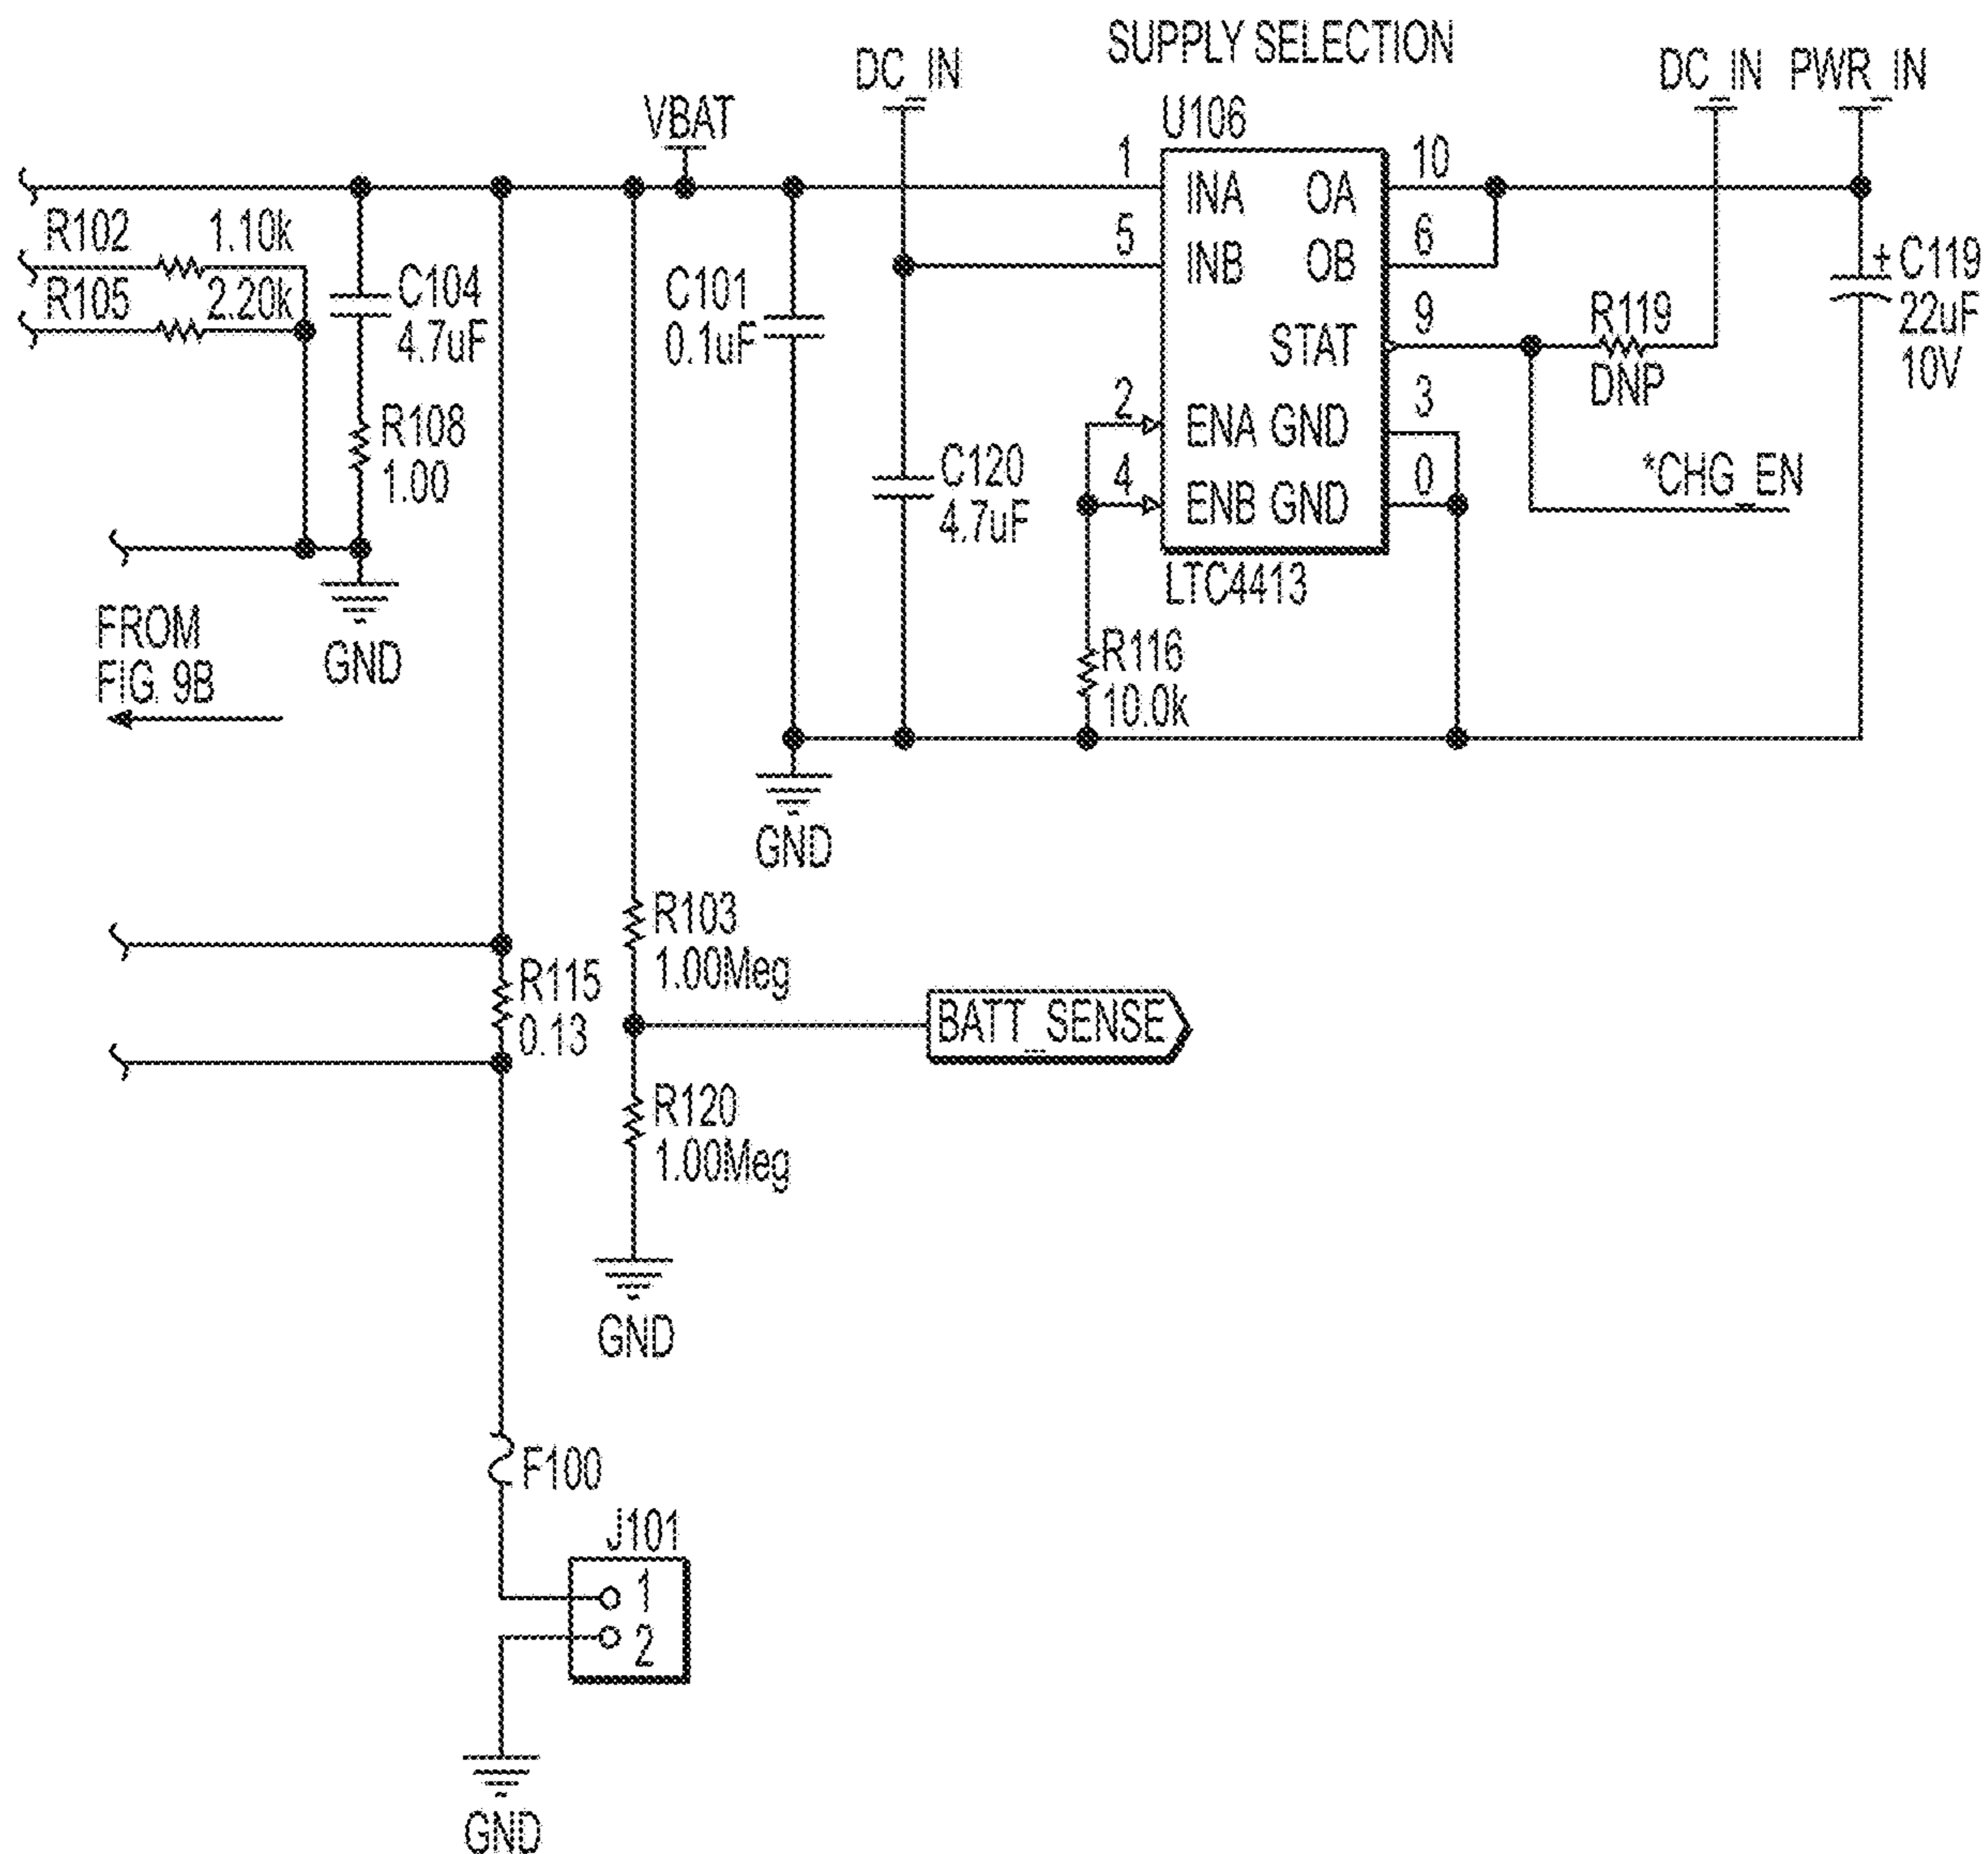 SUPPLY SELECTION
DC_IN
DC_IN PWR_IN
VBAT
U106
1
10
INA OA
R102 1.10k
5
6
INB OB
R105 2.20k
C104
4.7uF
C101
0.1uF
9
STAT
R119
DNP
C119
22uF
10V
+
R108
1.00
2
3
ENA GND
C120
4.7uF
4
0
ENB GND
*CHG_EN
LTC4413
FROM
FIG. 9B
GND
R116
10.0k
GND
R103
1.00Meg
R115
0.13
BATT_SENSE
R120
1.00Meg
GND
F100
J101
1
2
GND